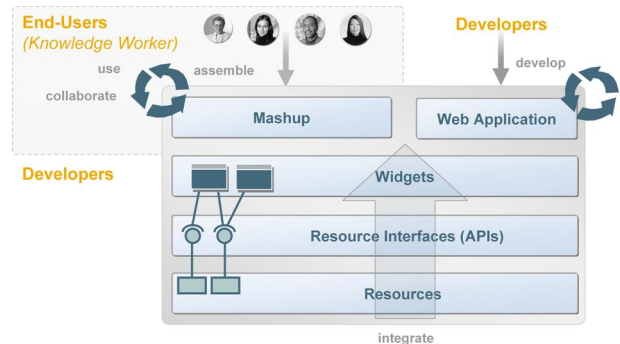 End-Users
(Knowledge Worker)
Developers
use
assemble
develop
collaborate
Mashup
Web Application
Developers
Widgets
Resource Interfaces (APIs)
Resources
integrate